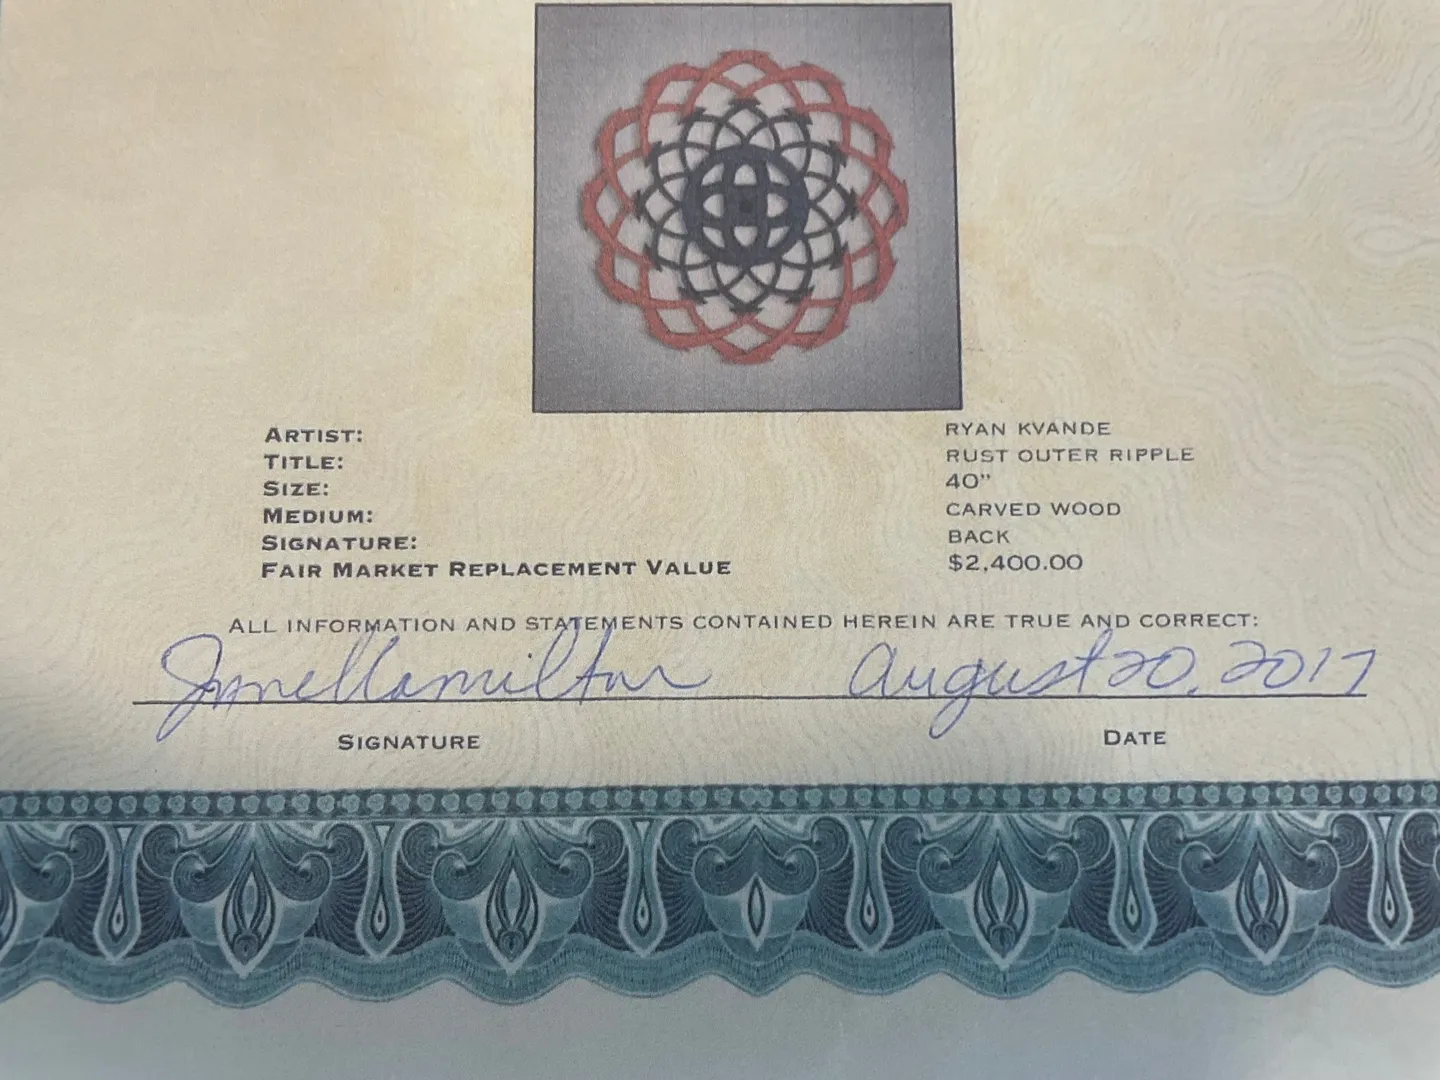 ARTIST: RYAN KVANDE
TITLE: RUST OUTER RIPPLE
SIZE: 40"
MEDIUM: CARVED WOOD
SIGNATURE: BACK
FAIR MARKET REPLACEMENT VALUE $2,400.00
ALL INFORMATION AND STATEMENTS CONTAINED HEREIN ARE TRUE AND CORRECT:
Hamilton August 20, 2017
SIGNATURE DATE